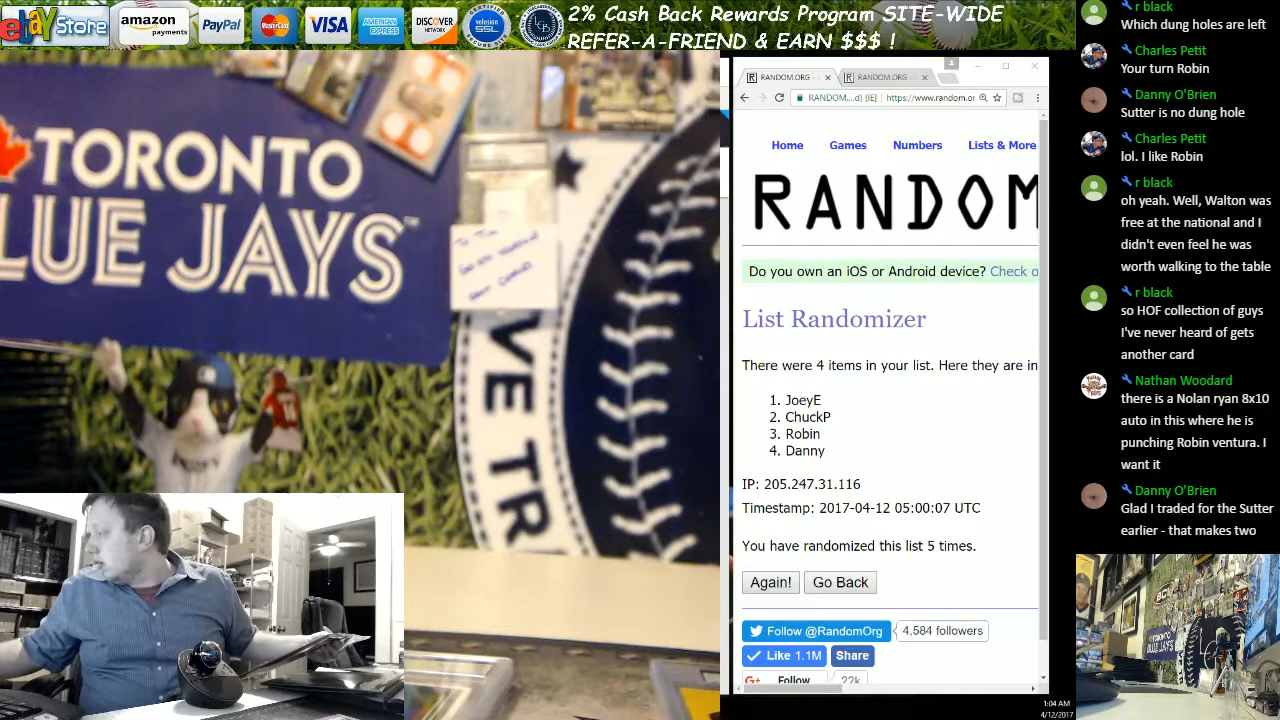 ebay Store
amazon payments
PayPal
MasterCard
VISA
AMERICAN EXPRESS
DISCOVER NETWORK
volusion SSL
2% Cash Back Rewards Program SITE-WIDE
REFER-A-FRIEND & EARN $$$ !
TORONTO
LUE JAYS
VETR
RANDOM.ORG -
RANDOM.ORG -
RANDOM....d) [IE] https://www.random.or
Home Games Numbers Lists & More
RANDOM
Do you own an iOS or Android device? Check o
List Randomizer
There were 4 items in your list. Here they are in
1. JoeyE
2. ChuckP
3. Robin
4. Danny
IP: 205.247.31.116
Timestamp: 2017-04-12 05:00:07 UTC
You have randomized this list 5 times.
Again! Go Back
Follow @RandomOrg 4,584 followers
Like 1.1M Share
G+ Follow 22k
1:04 AM
4/12/2017
r black
Which dung holes are left
Charles Petit
Your turn Robin
Danny O'Brien
Sutter is no dung hole
Charles Petit
lol. I like Robin
r black
oh yeah. Well, Walton was
free at the national and I
didn't even feel he was
worth walking to the table
r black
so HOF collection of guys
I've never heard of gets
another card
Nathan Woodard
there is a Nolan ryan 8x10
auto in this where he is
punching Robin ventura. I
want it
Danny O'Brien
Glad I traded for the Sutter
earlier - that makes two